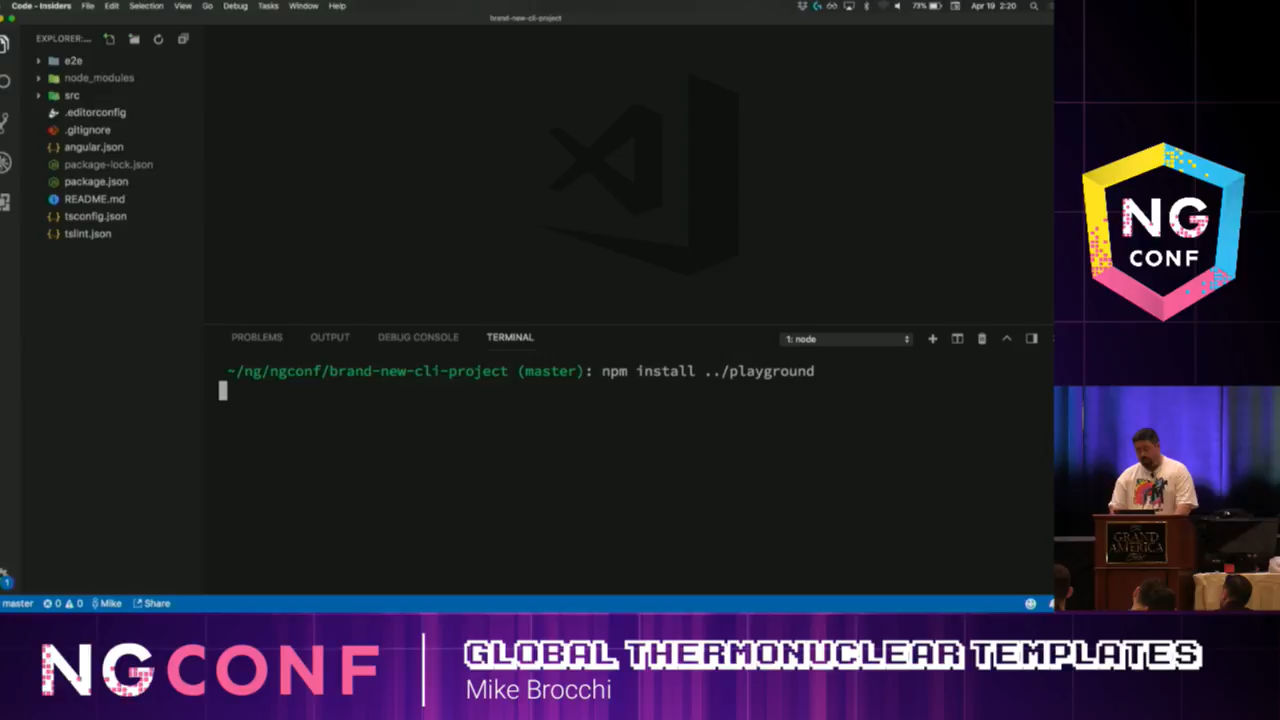 Code - Insiders File Edit Selection View Go Debug Tasks Window Help
73% Apr 19 2:20
brand-new-cli-project
EXPLORER:...
e2e
node_modules
src
.editorconfig
.gitignore
angular.json
package-lock.json
package.json
README.md
tsconfig.json
tslint.json
PROBLEMS OUTPUT DEBUG CONSOLE TERMINAL
1: node
~/ng/ngconf/brand-new-cli-project (master): npm install ../playground
master 0 0 Mike Share
1
NG
CONF
GRAND
AMERICA
NGCONF
GLOBAL THERMONUCLEAR TEMPLATES
Mike Brocchi